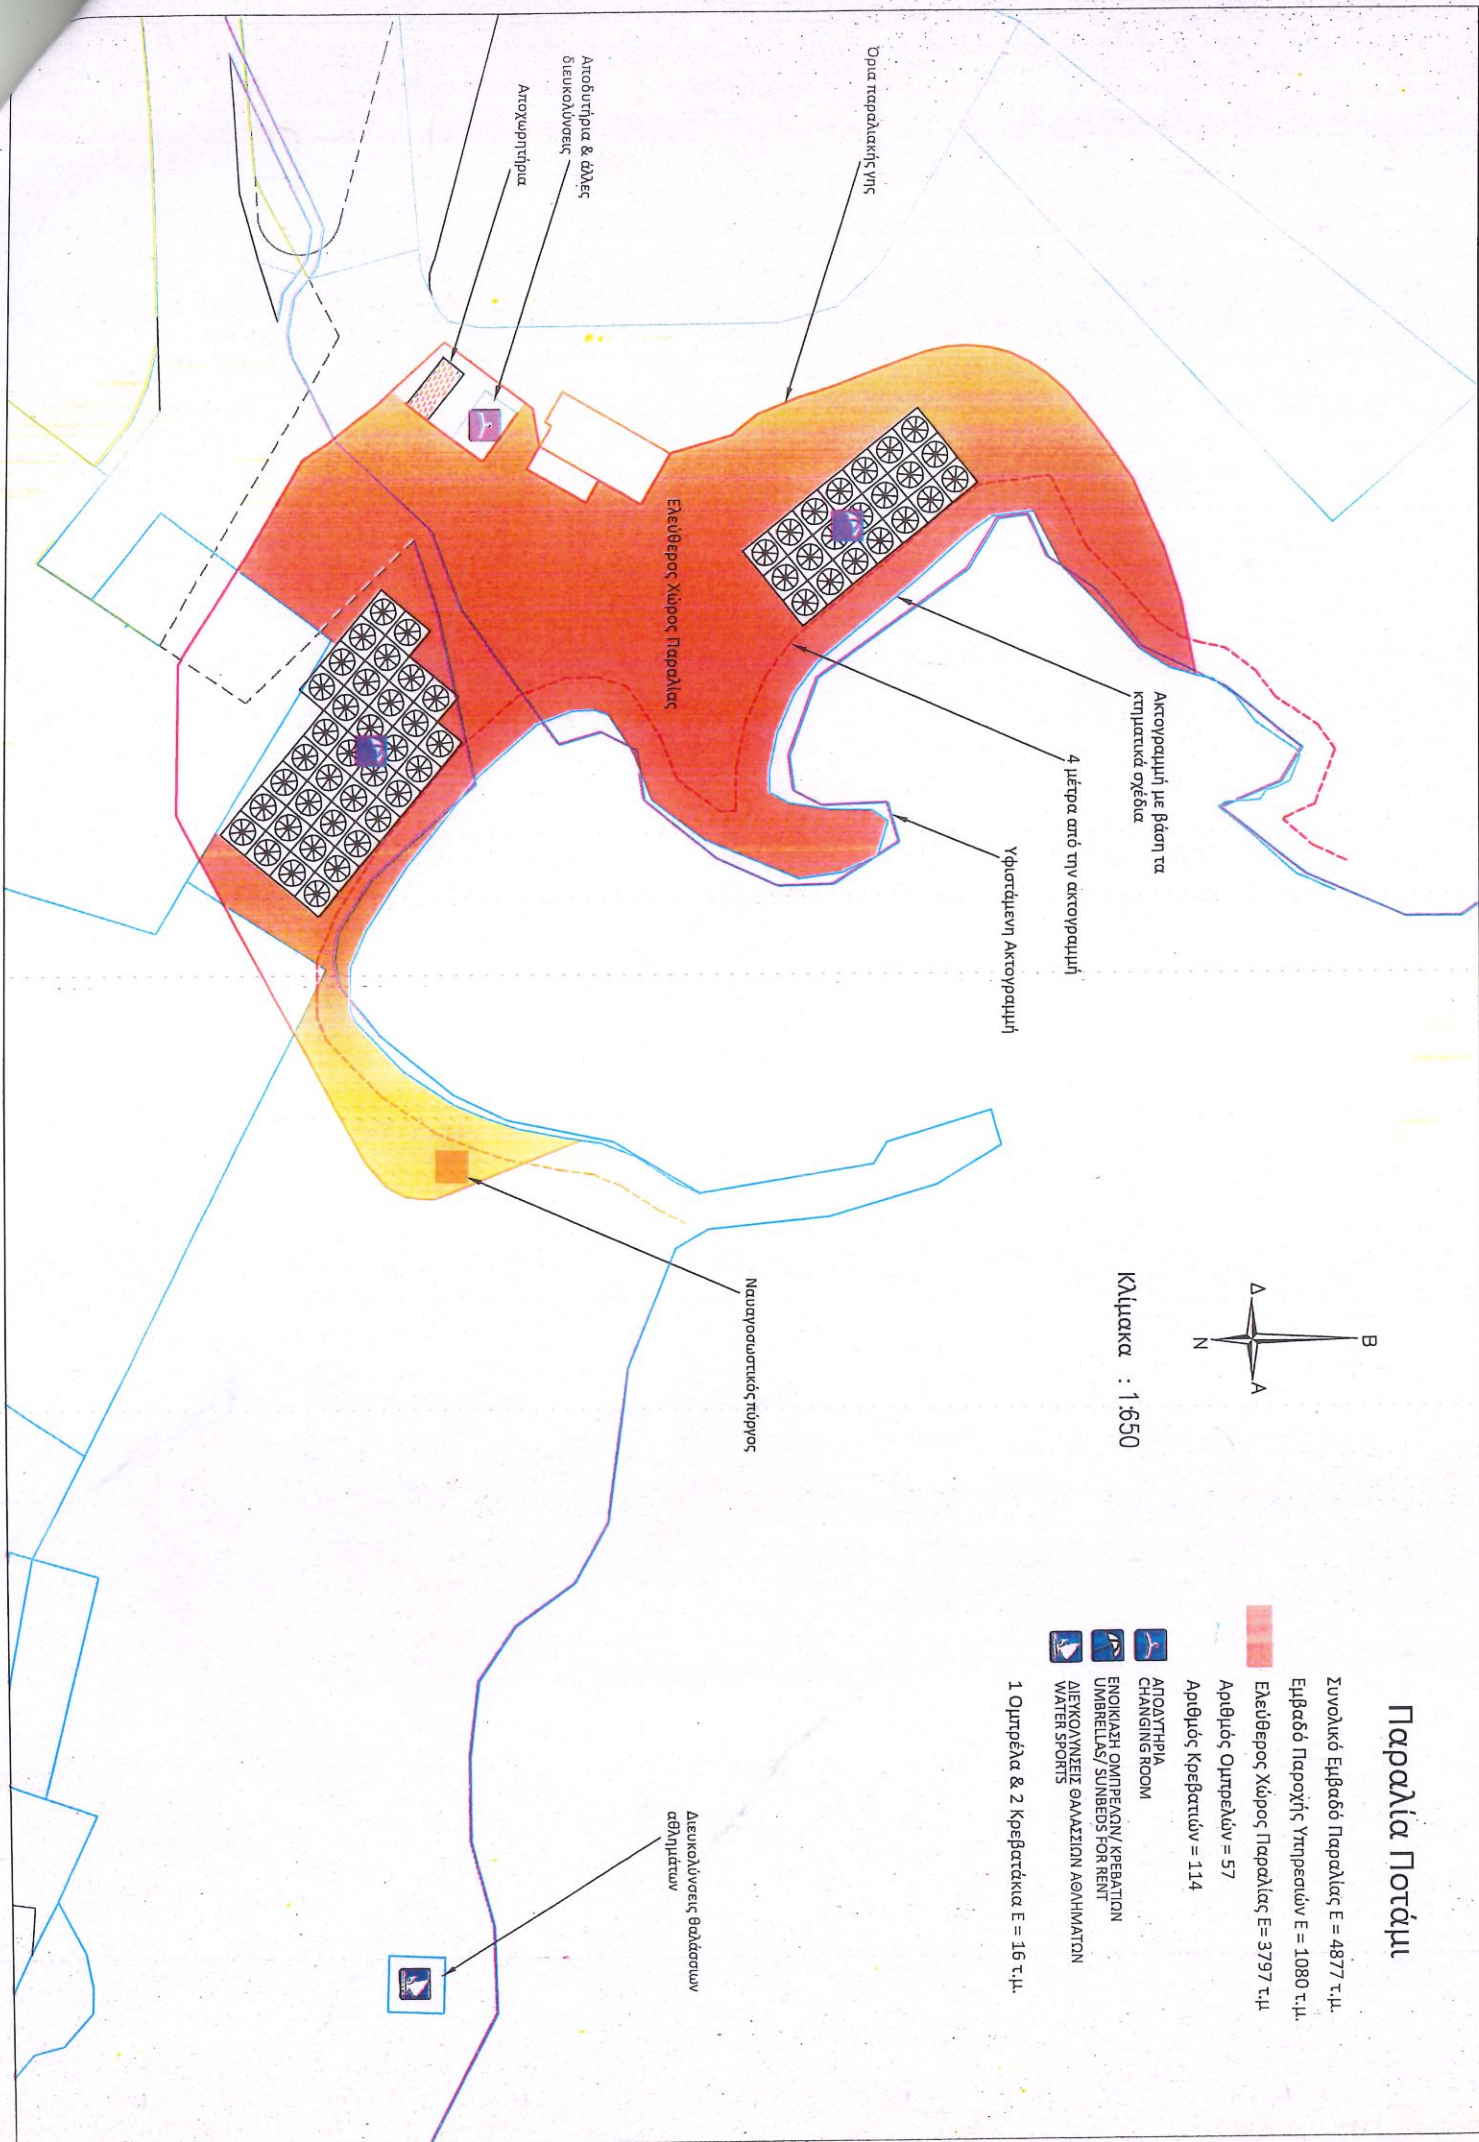 Παραλία Ποτάμι
Συνολικό Εμβαδό Παραλίας Ε = 4877 τ.μ.
Εμβαδό Παροχής Υπηρεσιών Ε = 1080 τ.μ.
Ελεύθερος Χώρος Παραλίας Ε= 3797 τ.μ
Αριθμός Ομπρελών = 57
Αριθμός Κρεβατιών = 114
ΑΠΟΔΥΤΗΡΙΑ
CHANGING ROOM
ΕΝΟΙΚΙΑΣΗ ΟΜΠΡΕΛΩΝ/ ΚΡΕΒΑΤΙΩΝ
UMBRELLAS/ SUNBEDS FOR RENT
ΔΙΕΥΚΟΛΥΝΣΕΙΣ ΘΑΛΑΣΣΙΩΝ ΑΘΛΗΜΑΤΩΝ
WATER SPORTS
1 Ομπρέλα & 2 Κρεβατάκια Ε = 16 τ.μ.
Β
Δ
Α
Ν
Κλίμακα : 1:650
Όρια παραλιακής γης
Αποδυτήρια & άλλες
διευκολύνσεις
Αποχωρητήρια
Ακτογραμμή με βάση τα
κτηματικά σχέδια
4 μέτρα από την ακτογραμμή
Υφιστάμενη Ακτογραμμή
Ελεύθερος Χώρος Παραλίας
Ναυαγοσωστικός πύργος
Διευκολύνσεις θαλάσσιων
αθλημάτων